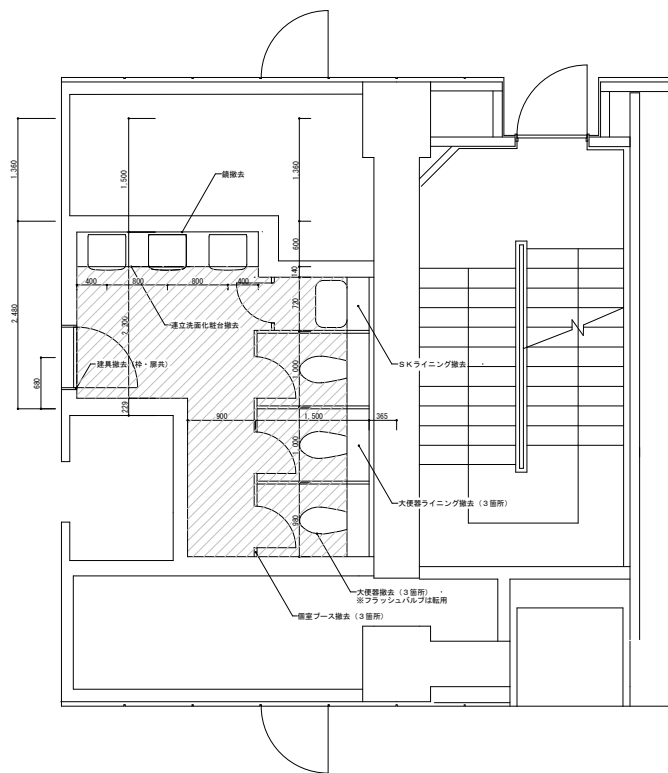 1,360
1,500
1,360
鏡撤去
600
140
400
800
800
400
720
2,480
2,200
連立洗面化粧台撤去
建具撤去（枠・扉共）
SKライニング撤去
680
1,000
229
900
1,500
365
1,000
大便器ライニング撤去（３箇所）
980
大便器撤去（３箇所）
※フラッシュバルブは転用
個室ブース撤去（３箇所）